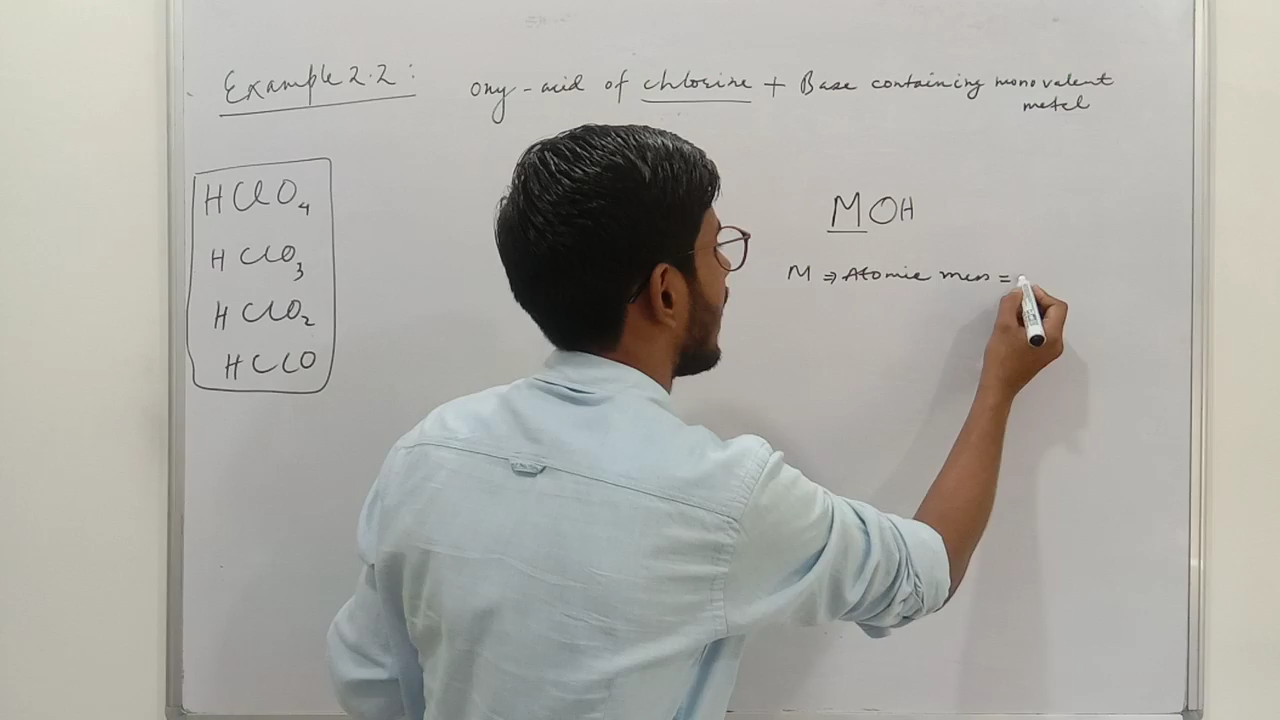 Example 2.2:
Oxy-acid of chlorine + Base containing monovalent
metal
HClO4
HClO3
HClO2
HClO
MOH
M ⇒ Atomic mass =